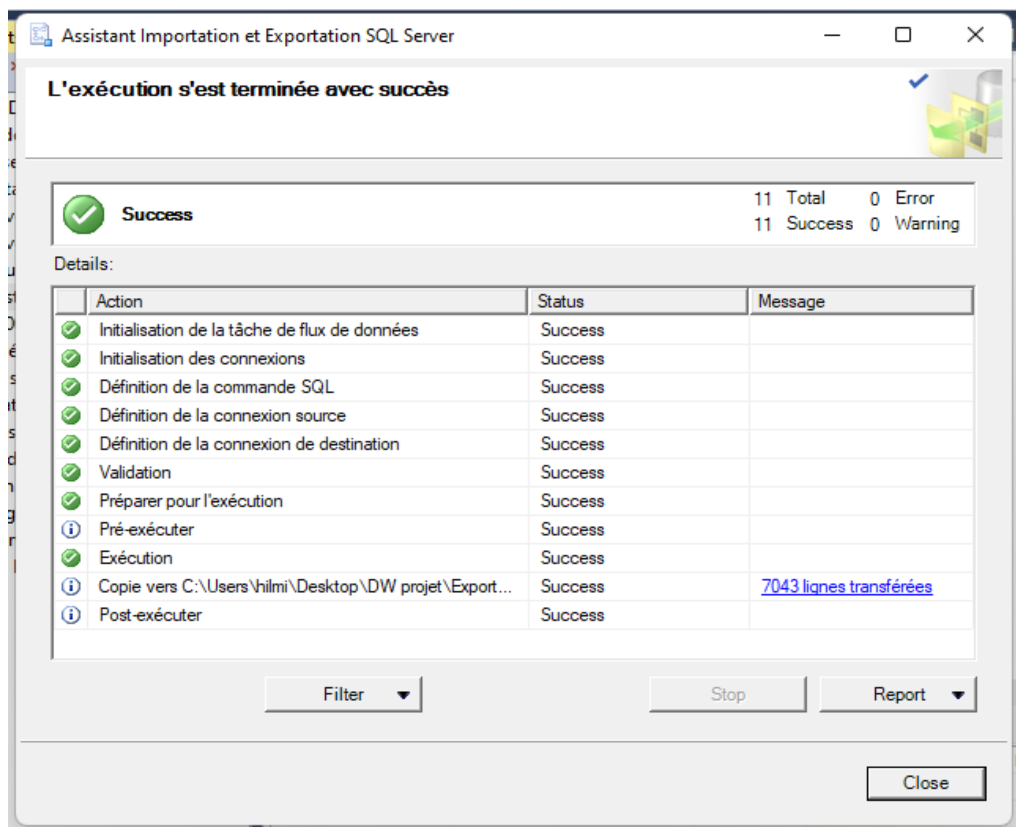 Assistant Importation et Exportation SQL Server
L'exécution s'est terminée avec succès
Success
11 Total 0 Error
11 Success 0 Warning
Details:
Action Status Message
Initialisation de la tâche de flux de données Success
Initialisation des connexions Success
Définition de la commande SQL Success
Définition de la connexion source Success
Définition de la connexion de destination Success
Validation Success
Préparer pour l'exécution Success
Pré-exécuter Success
Exécution Success
Copie vers C:\Users\hilmi\Desktop\DW projet\Export... Success 7043 lignes transférées
Post-exécuter Success
Filter Stop Report
Close